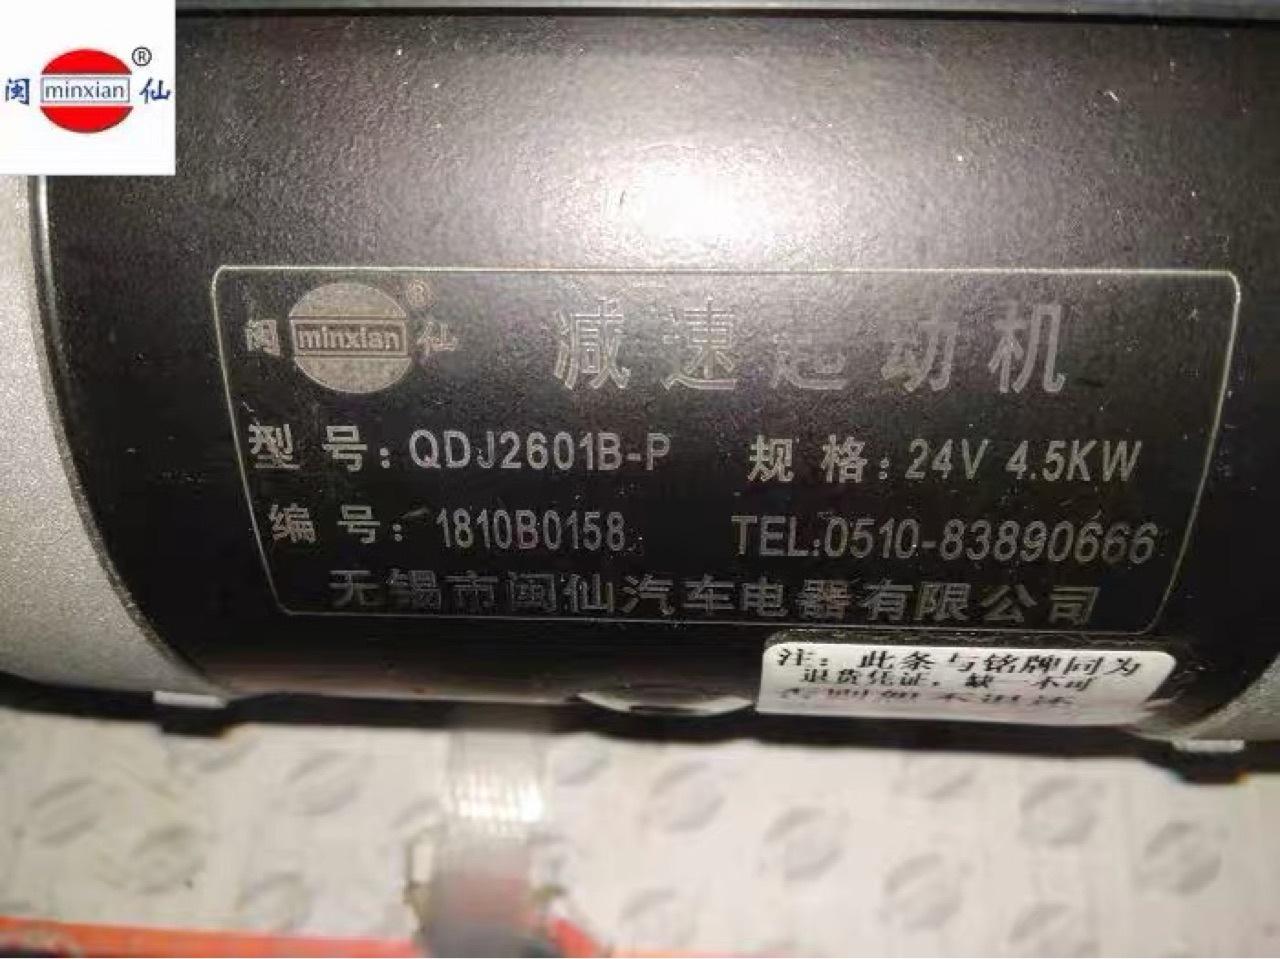 闽 minxian ® 仙
闽 minxian ® 仙 减速起动机
型号: QDJ2601B-P 规格: 24V 4.5KW
编号: 1810B0158 TEL:0510-83890666
无锡市闽仙汽车电器有限公司
注: 此条与铭牌同为
退货凭证, 缺一不可